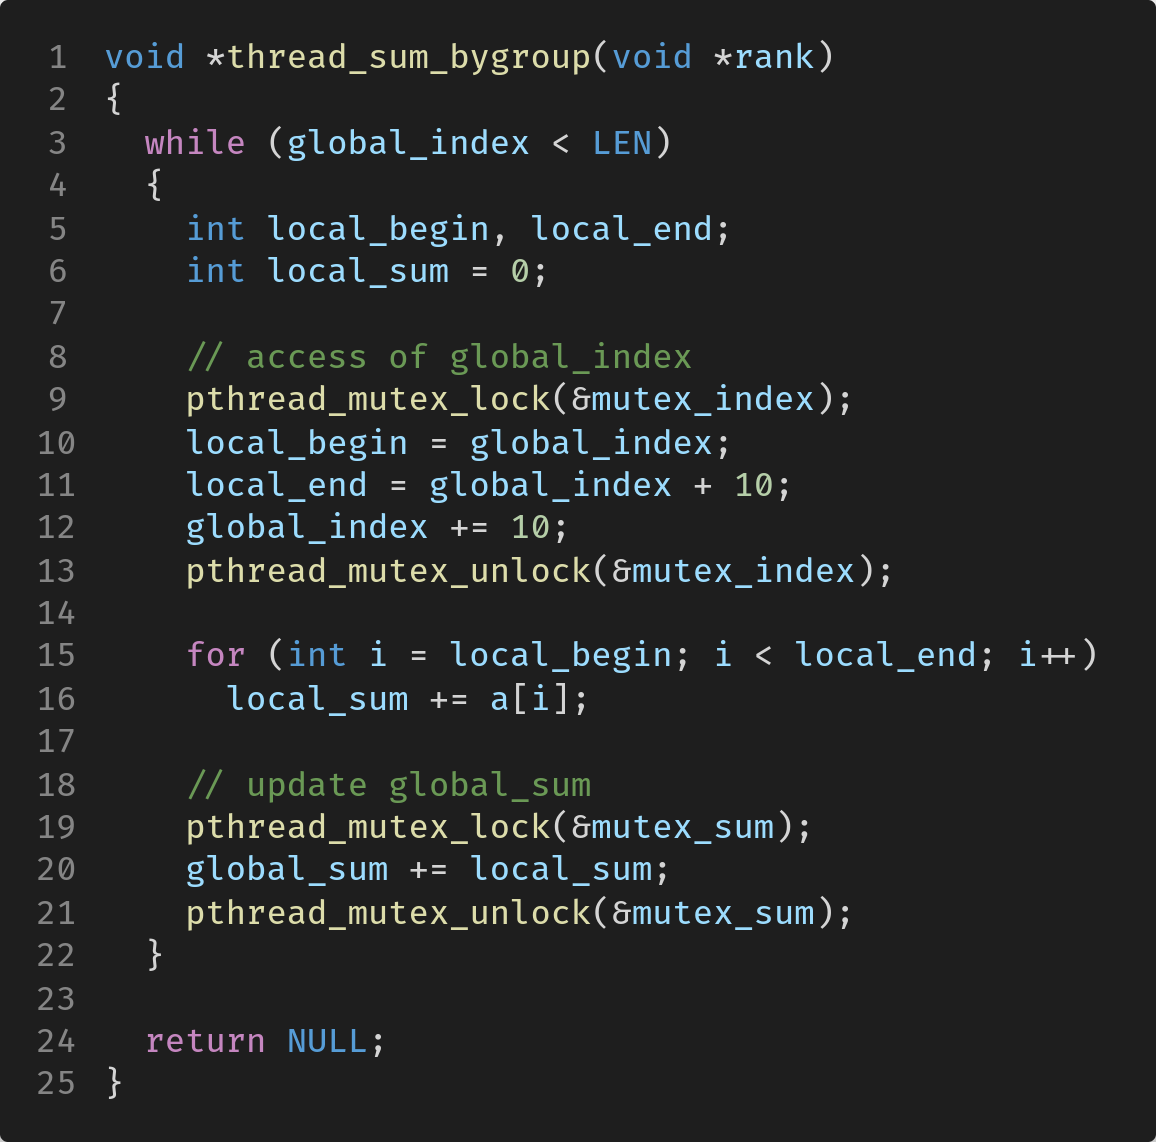 1 void *thread_sum_bygroup(void *rank)
2 {
3   while (global_index < LEN)
4   {
5     int local_begin, local_end;
6     int local_sum = 0;
7
8     // access of global_index
9     pthread_mutex_lock(&mutex_index);
10     local_begin = global_index;
11     local_end = global_index + 10;
12     global_index += 10;
13     pthread_mutex_unlock(&mutex_index);
14
15     for (int i = local_begin; i < local_end; i++)
16       local_sum += a[i];
17
18     // update global_sum
19     pthread_mutex_lock(&mutex_sum);
20     global_sum += local_sum;
21     pthread_mutex_unlock(&mutex_sum);
22   }
23
24   return NULL;
25 }